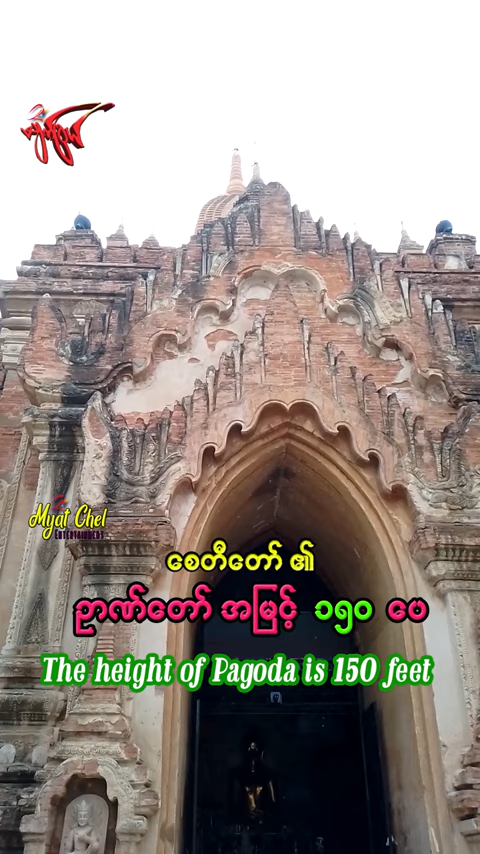 Myat Chel
ENTERTAINMENT
စေတီတော် ၏
ဉာဏ်တော် အမြင့် ၁၅၀ ပေ
The height of Pagoda is 150 feet